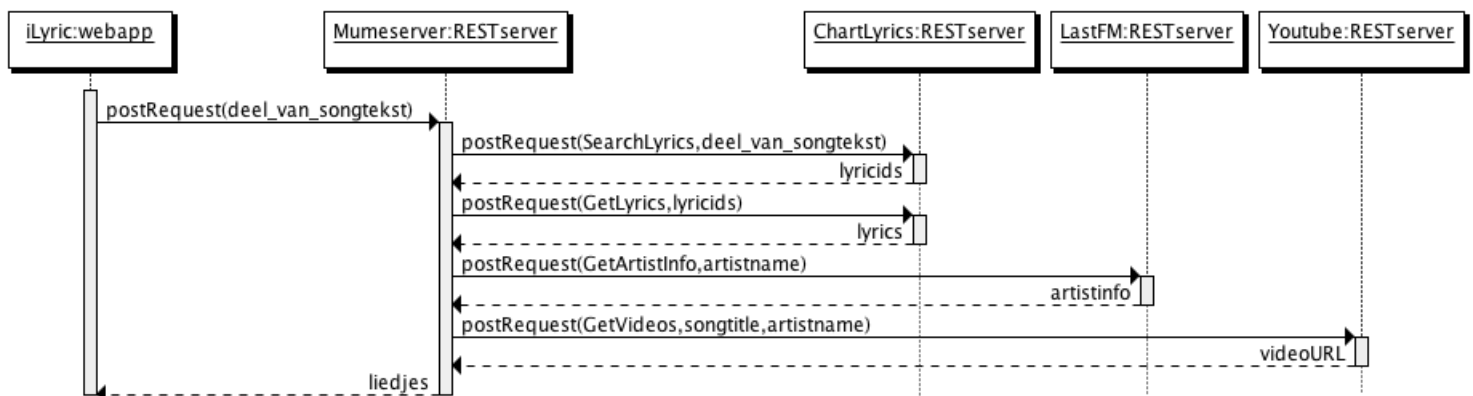 iLyric:webapp
Mumeserver:RESTserver
ChartLyrics:RESTserver
LastFM:RESTserver
Youtube:RESTserver
postRequest(deel_van_songtekst)
postRequest(SearchLyrics,deel_van_songtekst)
lyricids
postRequest(GetLyrics,lyricids)
lyrics
postRequest(GetArtistInfo,artistname)
artistinfo
postRequest(GetVideos,songtitle,artistname)
videoURL
liedjes